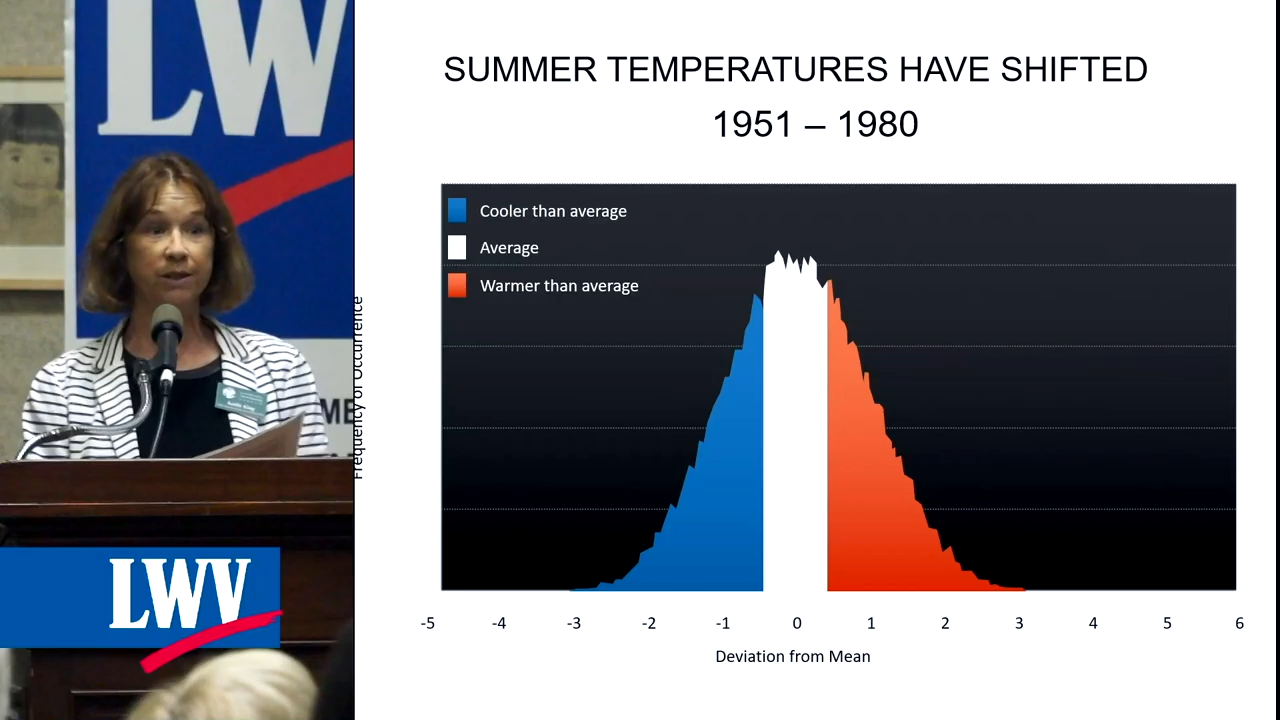 LWV
ME
LWV
SUMMER TEMPERATURES HAVE SHIFTED
1951 – 1980
Cooler than average
Average
Warmer than average
Frequency of Occurrence
-5 -4 -3 -2 -1 0 1 2 3 4 5 6
Deviation from Mean